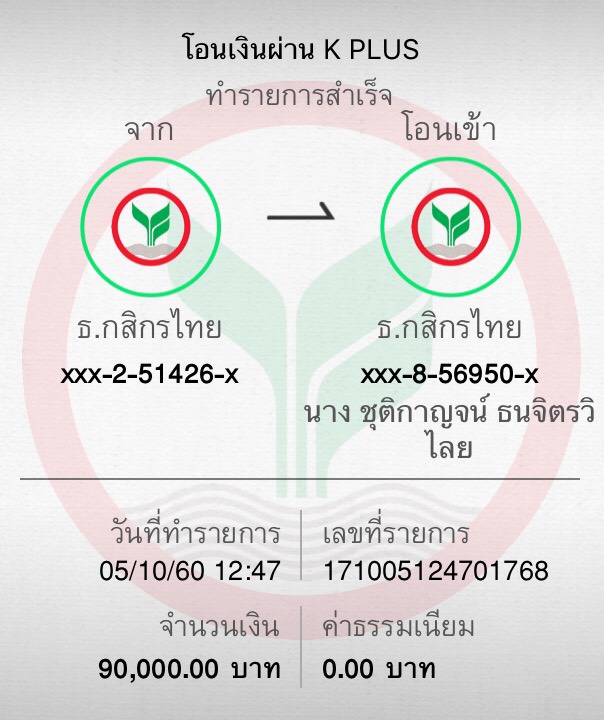 โอนเงินผ่าน K PLUS
ทำรายการสำเร็จ
จาก
โอนเข้า
ธ.กสิกรไทย
ธ.กสิกรไทย
xxx-2-51426-x
xxx-8-56950-x
นาง ชุติกาญจน์ ธนจิตรวิ
ไลย
วันที่ทำรายการ
เลขที่รายการ
05/10/60 12:47
171005124701768
จำนวนเงิน
ค่าธรรมเนียม
90,000.00 บาท
0.00 บาท